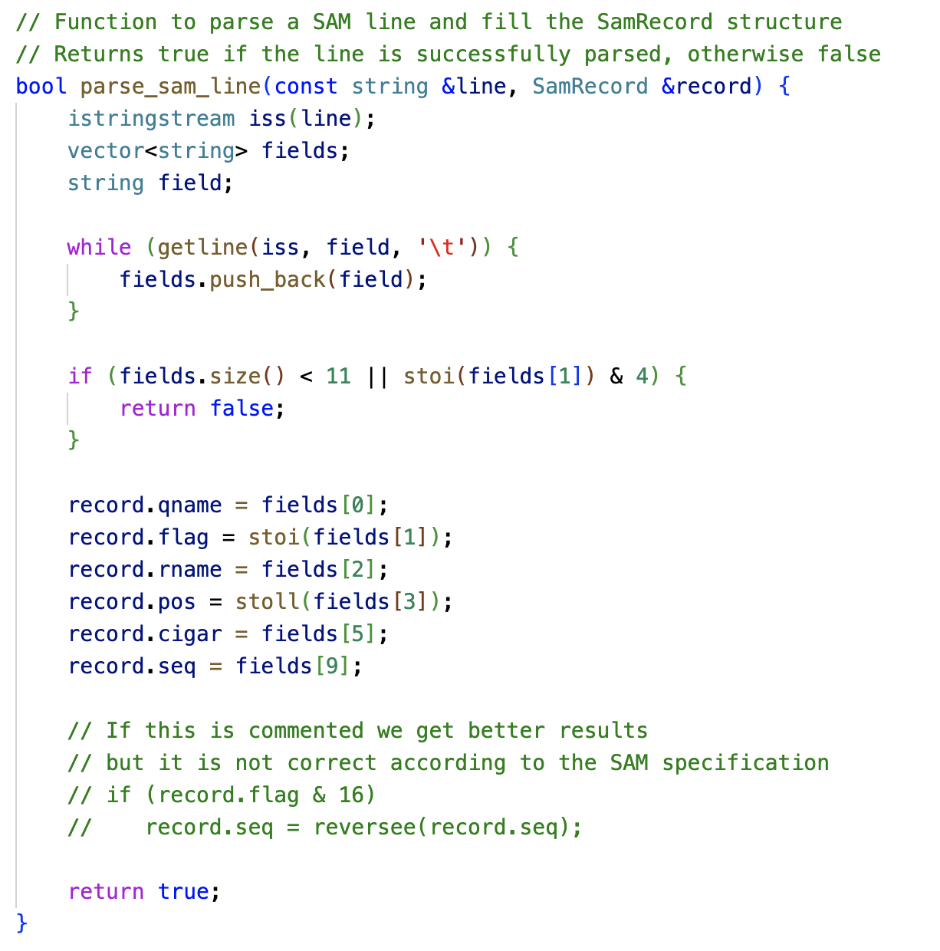 // Function to parse a SAM line and fill the SamRecord structure
// Returns true if the line is successfully parsed, otherwise false
bool parse_sam_line(const string &line, SamRecord &record) {
    istringstream iss(line);
    vector<string> fields;
    string field;

    while (getline(iss, field, '\t')) {
        fields.push_back(field);
    }

    if (fields.size() < 11 || stoi(fields[1]) & 4) {
        return false;
    }

    record.qname = fields[0];
    record.flag = stoi(fields[1]);
    record.rname = fields[2];
    record.pos = stoll(fields[3]);
    record.cigar = fields[5];
    record.seq = fields[9];

    // If this is commented we get better results
    // but it is not correct according to the SAM specification
    // if (record.flag & 16)
    //    record.seq = reversee(record.seq);

    return true;
}